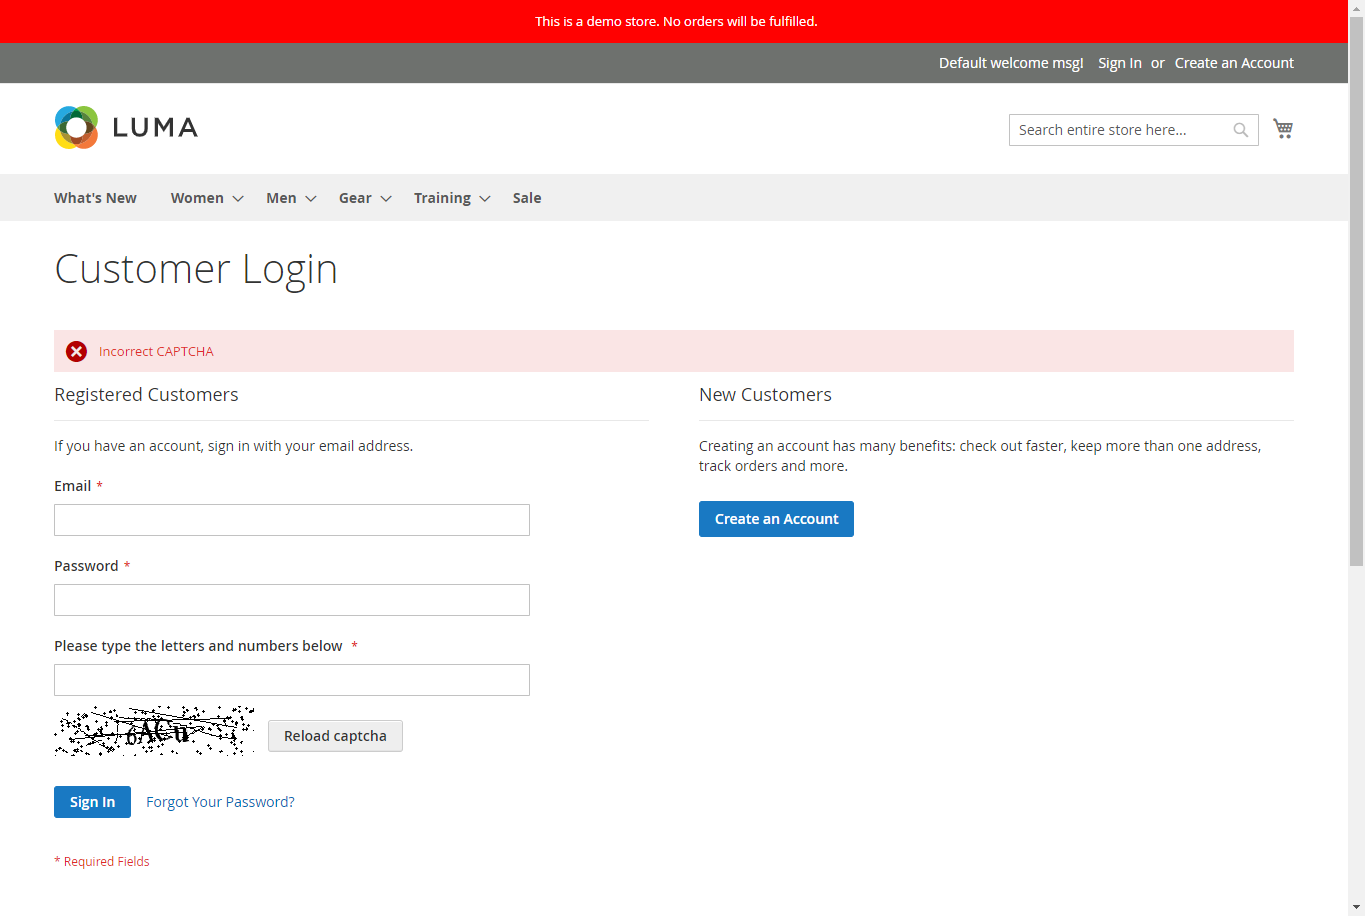 This is a demo store. No orders will be fulfilled.
Default welcome msg! Sign In or Create an Account
LUMA
Search entire store here...
What's New Women Men Gear Training Sale
Customer Login
Incorrect CAPTCHA
Registered Customers
If you have an account, sign in with your email address.
Email *
Password *
Please type the letters and numbers below *
Reload captcha
Sign In Forgot Your Password?
* Required Fields
New Customers
Creating an account has many benefits: check out faster, keep more than one address,
track orders and more.
Create an Account